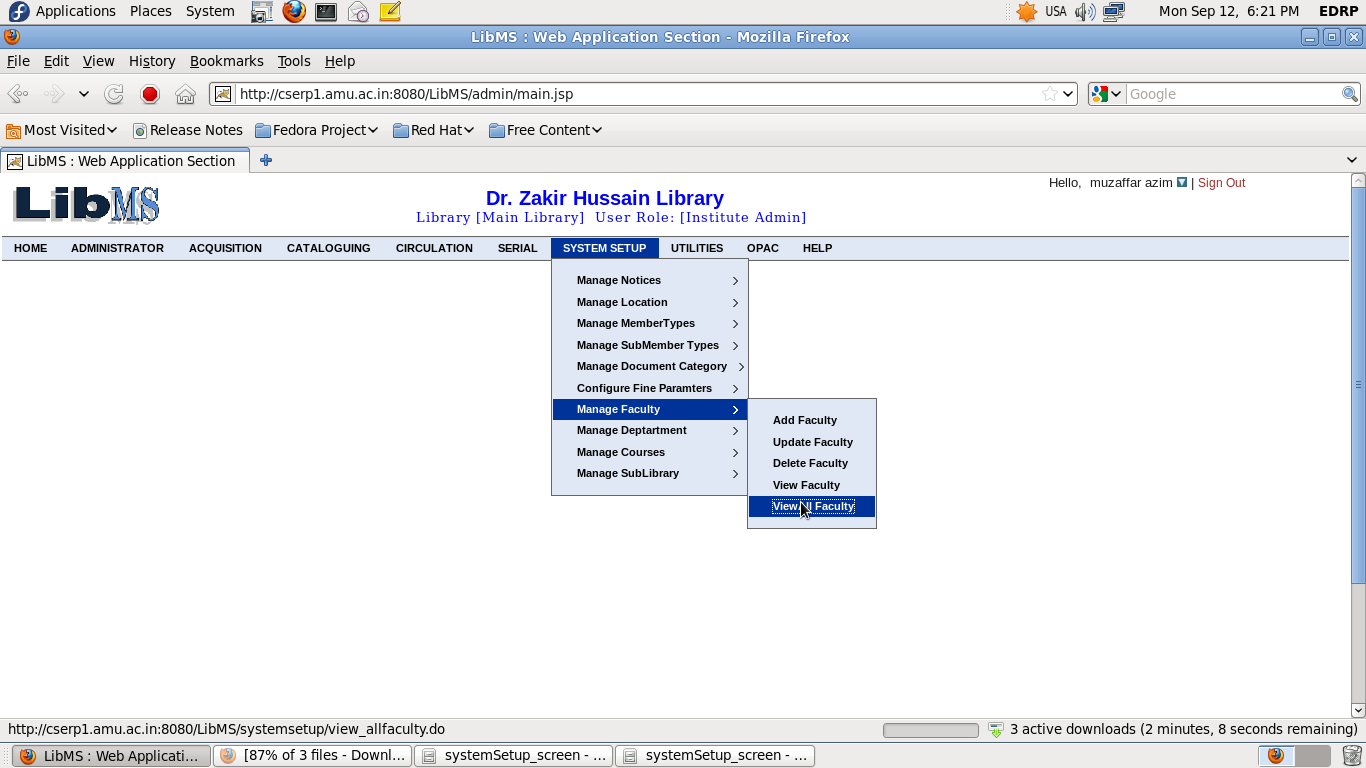 Applications Places System USA Mon Sep 12, 6:21 PM EDRP
LibMS : Web Application Section - Mozilla Firefox
File Edit View History Bookmarks Tools Help
http://cserp1.amu.ac.in:8080/LibMS/admin/main.jsp Google
Most Visited Release Notes Fedora Project Red Hat Free Content
LibMS : Web Application Section
Hello, muzaffar azim | Sign Out
LibMS
Dr. Zakir Hussain Library
Library [Main Library] User Role: [Institute Admin]
HOME ADMINISTRATOR ACQUISITION CATALOGUING CIRCULATION SERIAL SYSTEM SETUP UTILITIES OPAC HELP
Manage Notices
Manage Location
Manage MemberTypes
Manage SubMember Types
Manage Document Category
Configure Fine Paramters
Manage Faculty
Manage Deptartment
Manage Courses
Manage SubLibrary
Add Faculty
Update Faculty
Delete Faculty
View Faculty
View All Faculty
http://cserp1.amu.ac.in:8080/LibMS/systemsetup/view_allfaculty.do 3 active downloads (2 minutes, 8 seconds remaining)
LibMS : Web Applicati... [87% of 3 files - Downl... systemSetup_screen - ... systemSetup_screen - ...